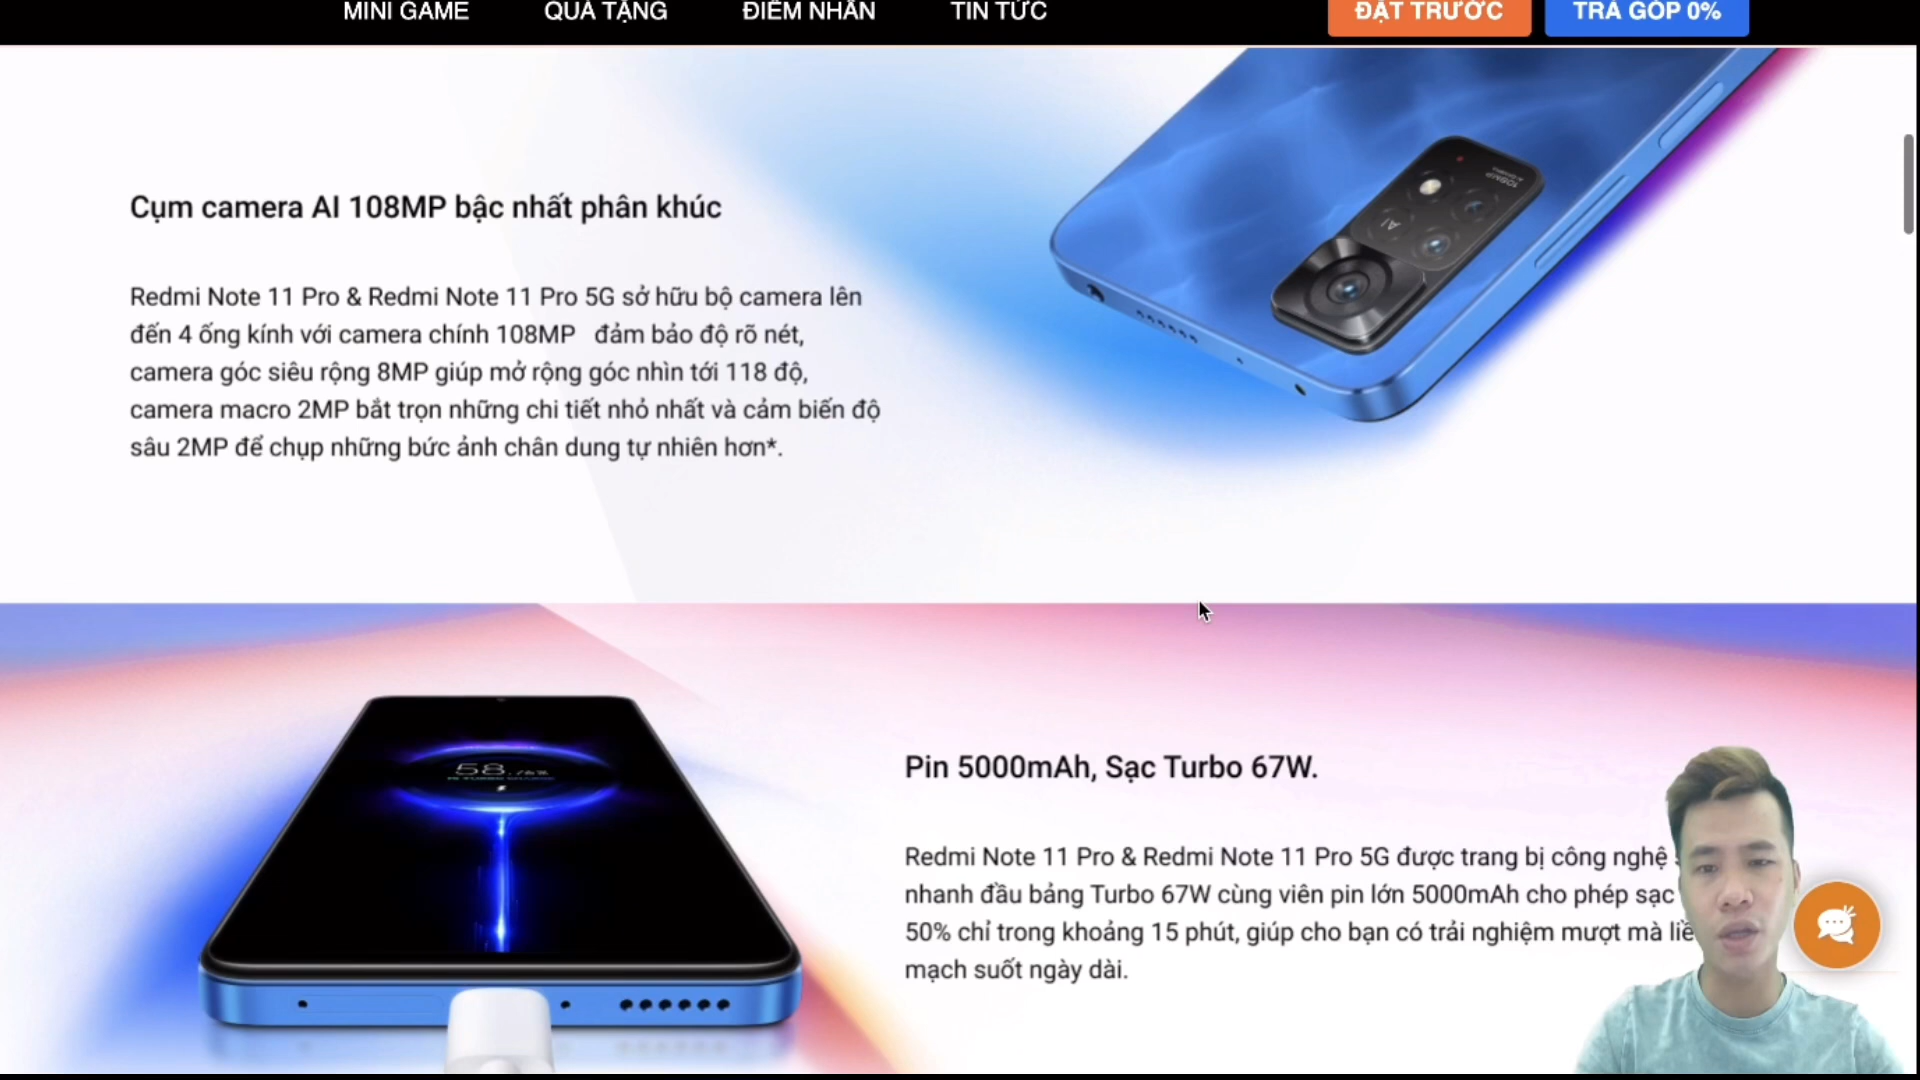 MINI GAME
QUÀ TẶNG
ĐIỂM NHẤN
TIN TỨC
ĐẶT TRƯỚC
TRẢ GÓP 0%
Cụm camera AI 108MP bậc nhất phân khúc
108MP
AI
Redmi Note 11 Pro & Redmi Note 11 Pro 5G sở hữu bộ camera lên
đến 4 ống kính với camera chính 108MP đảm bảo độ rõ nét,
camera góc siêu rộng 8MP giúp mở rộng góc nhìn tới 118 độ,
camera macro 2MP bắt trọn những chi tiết nhỏ nhất và cảm biến độ
sâu 2MP để chụp những bức ảnh chân dung tự nhiên hơn*.
58
Pin 5000mAh, Sạc Turbo 67W.
Redmi Note 11 Pro & Redmi Note 11 Pro 5G được trang bị công nghệ
nhanh đầu bảng Turbo 67W cùng viên pin lớn 5000mAh cho phép sạc
50% chỉ trong khoảng 15 phút, giúp cho bạn có trải nghiệm mượt mà liề
mạch suốt ngày dài.